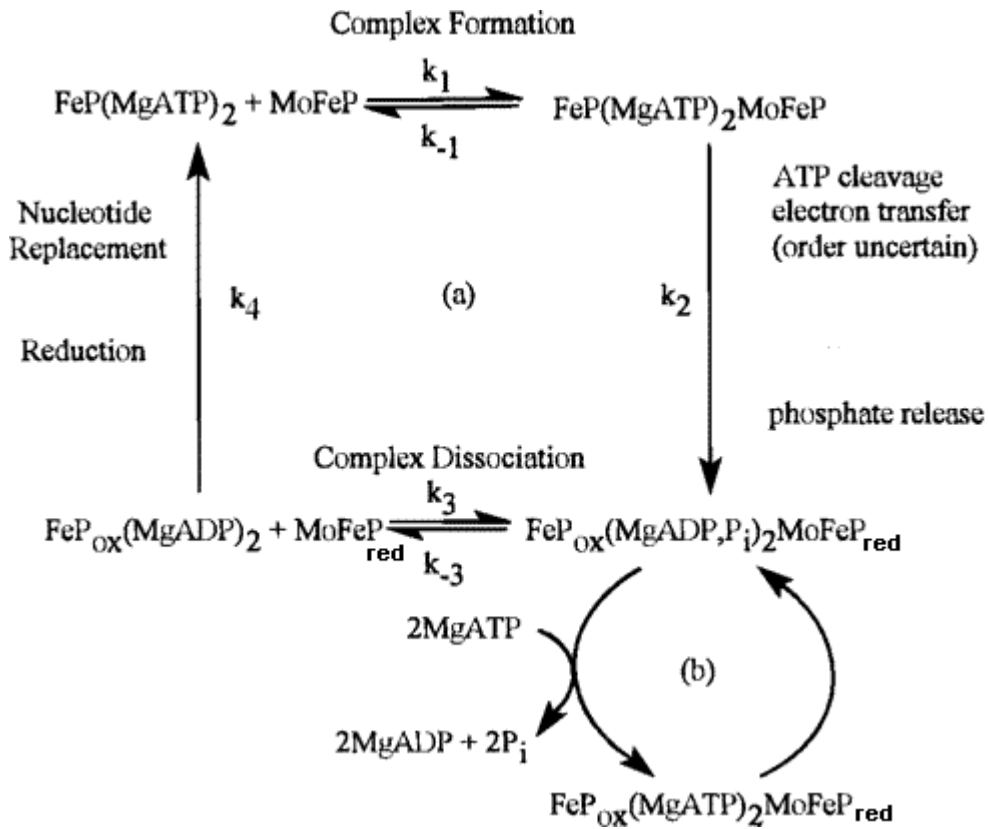 Complex Formation
k₁
FeP(MgATP)₂ + MoFeP
FeP(MgATP)₂MoFeP
k₋₁
ATP cleavage
electron transfer
(order uncertain)
Nucleotide
Replacement
k₄
(a)
k₂
Reduction
phosphate release
Complex Dissociation
k₃
FePox(MgADP)₂ + MoFePred
FePox(MgADP,Pi)₂MoFePred
k₋₃
2MgATP
(b)
2MgADP + 2Pi
FePox(MgATP)₂MoFePred